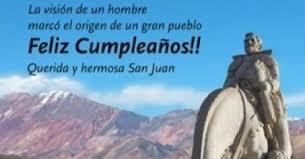 La visión de un hombre
marcó el origen de un gran pueblo
Feliz Cumpleaños!!
Querida y hermosa San Juan